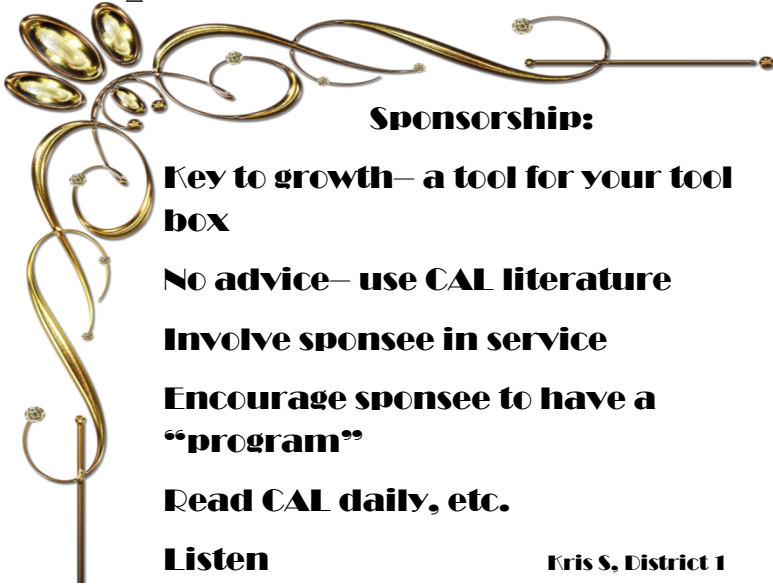 Sponsorship:
Key to growth— a tool for your tool
box
No advice— use CAL literature
Involve sponsee in service
Encourage sponsee to have a
“program”
Read CAL daily, etc.
Listen
Kris S, District 1